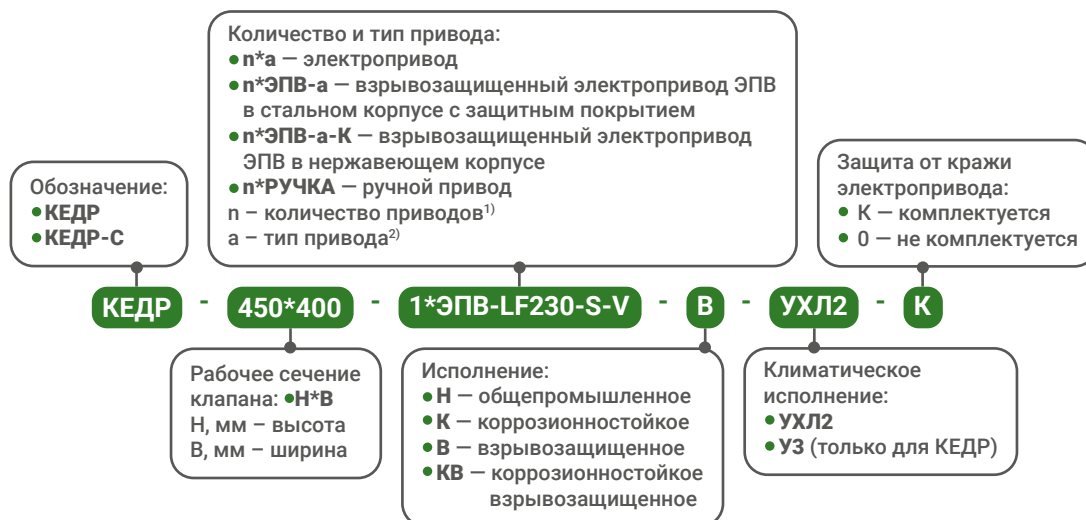 Количество и тип привода:
n*a — электропривод
n*ЭПВ-а — взрывозащищенный электропривод ЭПВ
в стальном корпусе с защитным покрытием
n*ЭПВ-а-К — взрывозащищенный электропривод
ЭПВ в нержавеющем корпусе
n*РУЧКА — ручной привод
n – количество приводов1)
а – тип привода2)
Обозначение:
КЕДР
КЕДР-С
Защита от кражи
электропривода:
К — комплектуется
0 — не комплектуется
КЕДР - 450*400 - 1*ЭПВ-LF230-S-V - В - УХЛ2 - К
Рабочее сечение
клапана: H*B
H, мм – высота
В, мм – ширина
Исполнение:
Н — общепромышленное
К — коррозионностойкое
В — взрывозащищенное
КВ — коррозионностойкое
взрывозащищенное
Климатическое
исполнение:
УХЛ2
У3 (только для КЕДР)